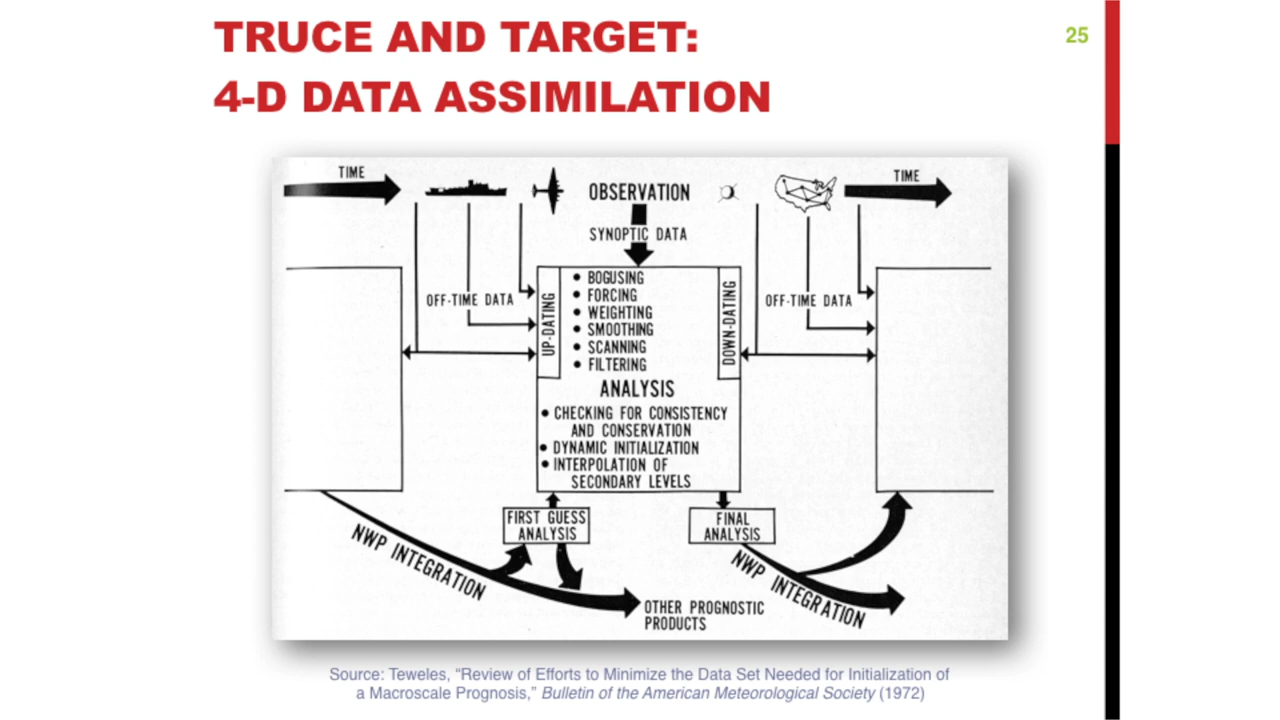 TRUCE AND TARGET:
4-D DATA ASSIMILATION
25
TIME
OBSERVATION
TIME
SYNOPTIC DATA
OFF-TIME DATA
UP-DATING
• BOGUSING
• FORCING
• WEIGHTING
• SMOOTHING
• SCANNING
• FILTERING
DOWN-DATING
OFF-TIME DATA
ANALYSIS
• CHECKING FOR CONSISTENCY
AND CONSERVATION
• DYNAMIC INITIALIZATION
• INTERPOLATION OF
SECONDARY LEVELS
FIRST GUESS
ANALYSIS
FINAL
ANALYSIS
NWP INTEGRATION
NWP INTEGRATION
OTHER PROGNOSTIC
PRODUCTS
Source: Teweles, “Review of Efforts to Minimize the Data Set Needed for Initialization of
a Macroscale Prognosis,” Bulletin of the American Meteorological Society (1972)